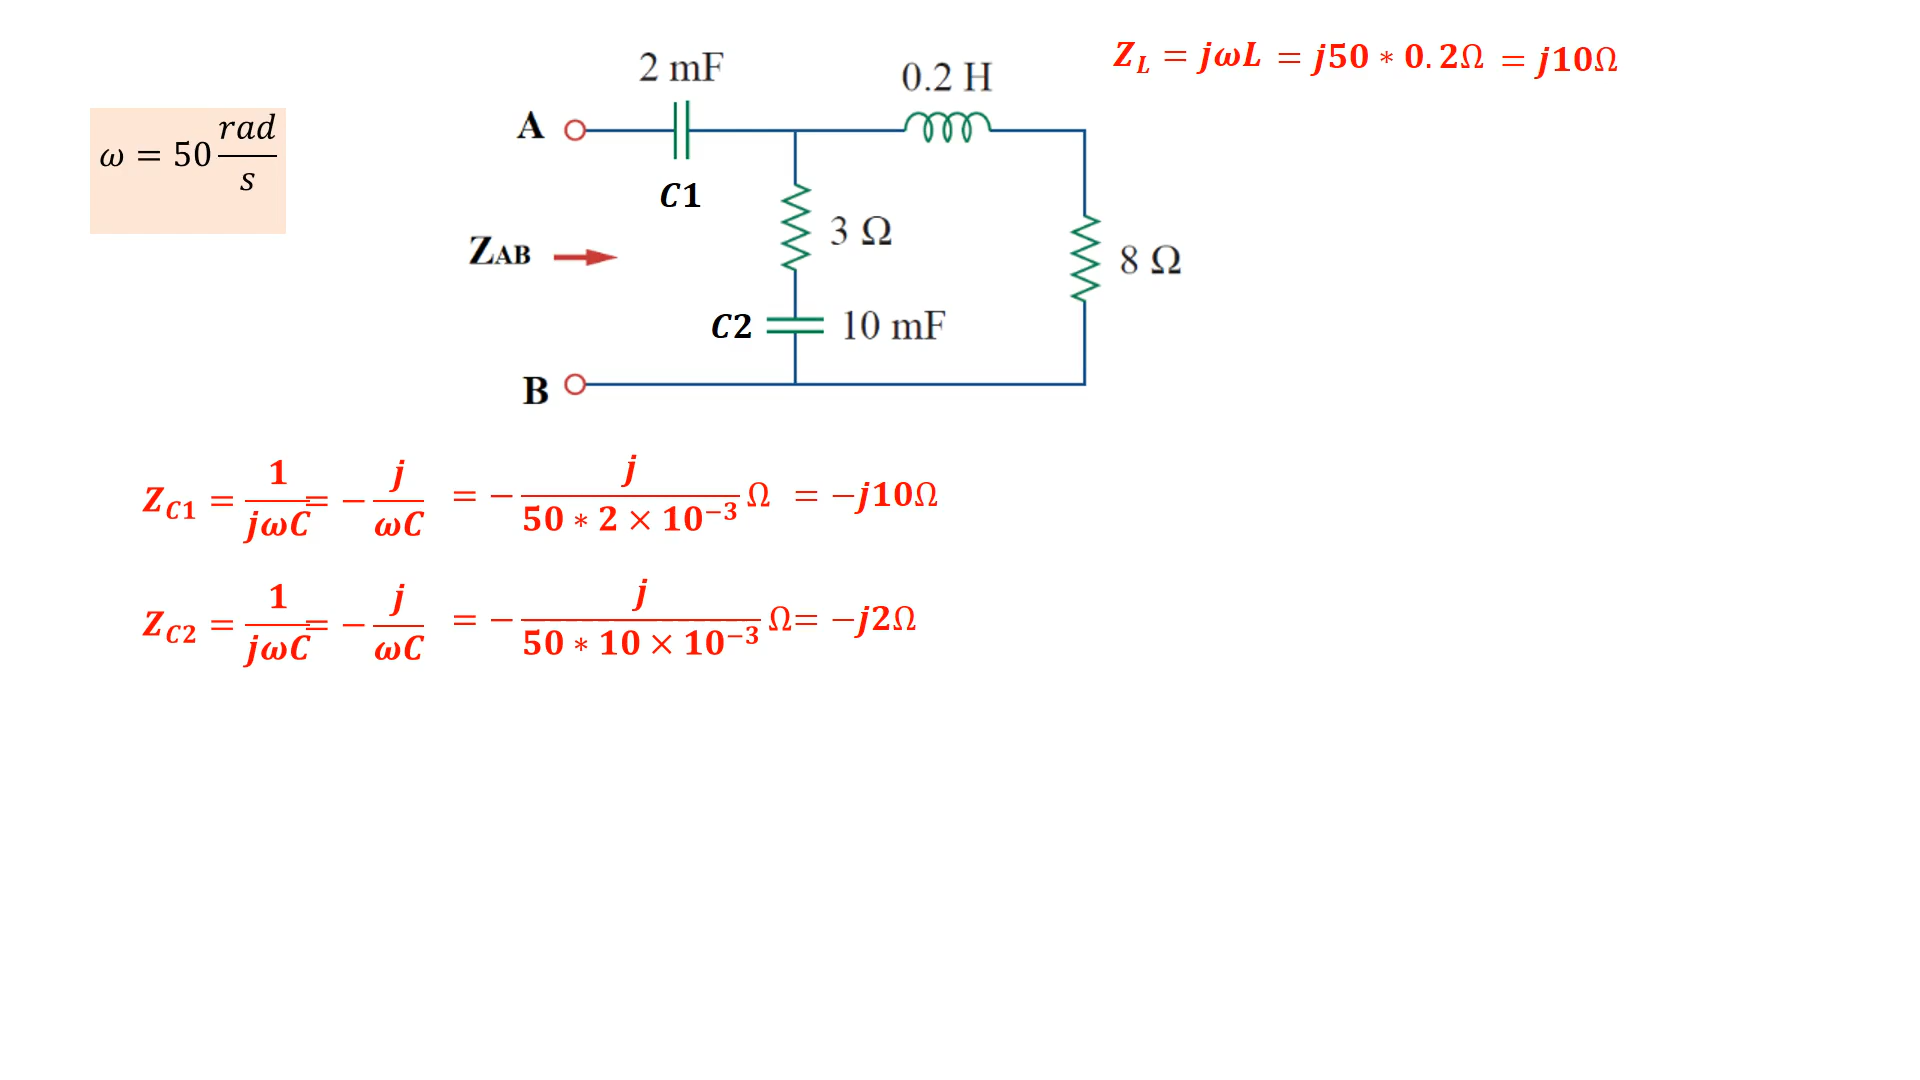 2 mF
0.2 H
Z_L = jωL = j50 * 0.2Ω = j10Ω
A
ω = 50 rad/s
C1
3 Ω
Z_AB
8 Ω
C2
10 mF
B
Z_C1 = 1/jωC = − j/ωC = − j/(50 * 2 × 10⁻³) Ω = −j10Ω
Z_C2 = 1/jωC = − j/ωC = − j/(50 * 10 × 10⁻³) Ω = −j2Ω